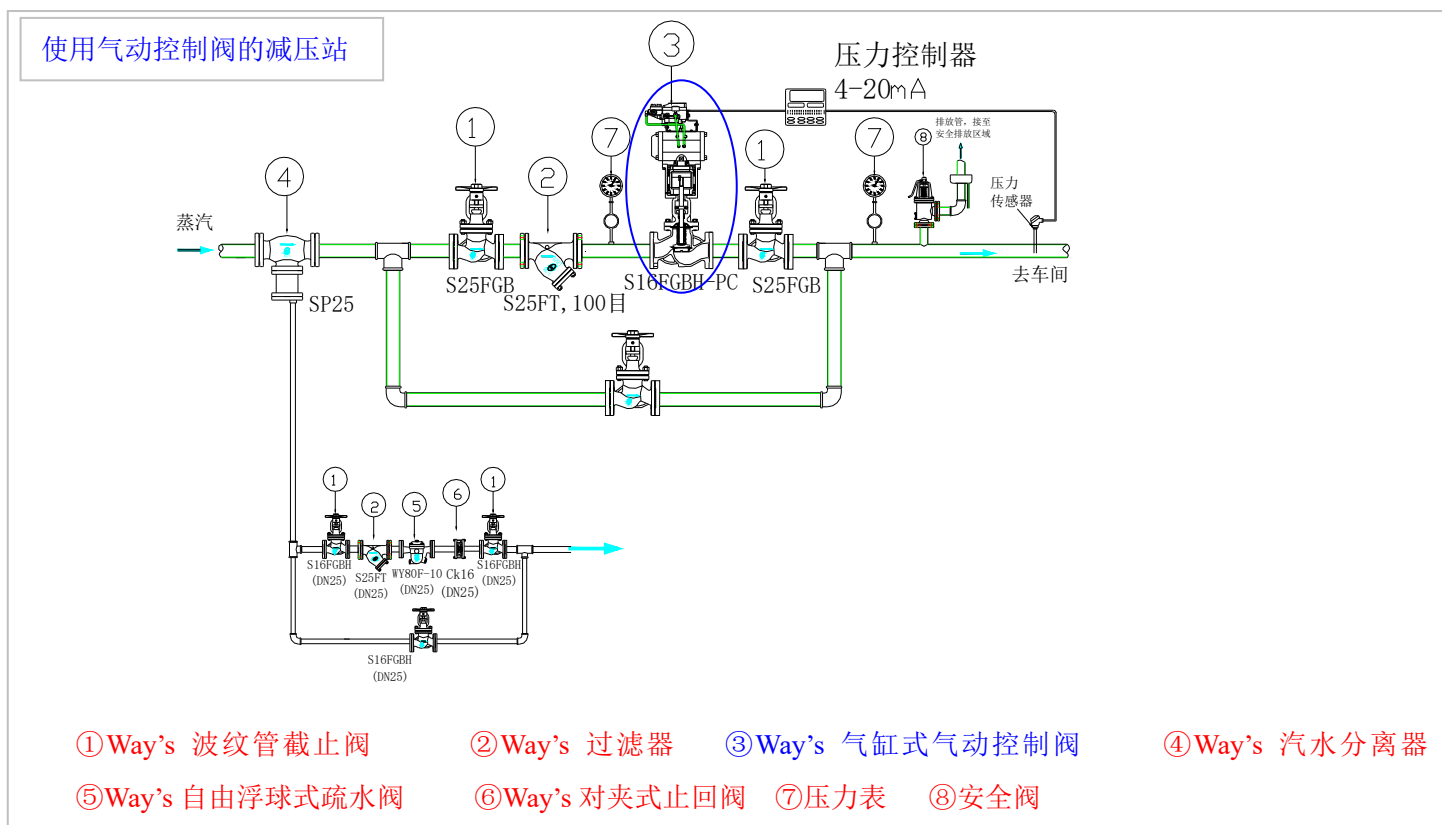 使用气动控制阀的减压站
③
压力控制器
4-20mA
①
⑦
①
⑦
⑧
排放管，接至
安全排放区域
④
②
压力
传感器
蒸汽
S25FGB
S25FT,100目
S16FGBH-PC
S25FGB
去车间
SP25
①
②
⑤
⑥
①
S16FGBH
(DN25)
S25FT
(DN25)
WY80F-10
(DN25)
Ck16
(DN25)
S16FGBH
(DN25)
S16FGBH
(DN25)
①Way's 波纹管截止阀 ②Way's 过滤器 ③Way's 气缸式气动控制阀 ④Way's 汽水分离器
⑤Way's 自由浮球式疏水阀 ⑥Way's 对夹式止回阀 ⑦压力表 ⑧安全阀